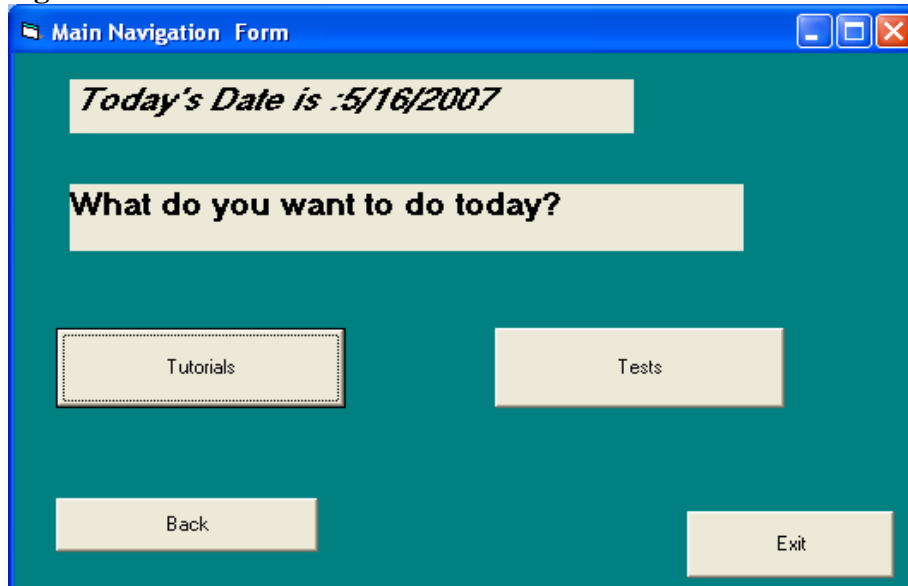 Main Navigation Form
Today's Date is :5/16/2007
What do you want to do today?
Tutorials
Tests
Back
Exit